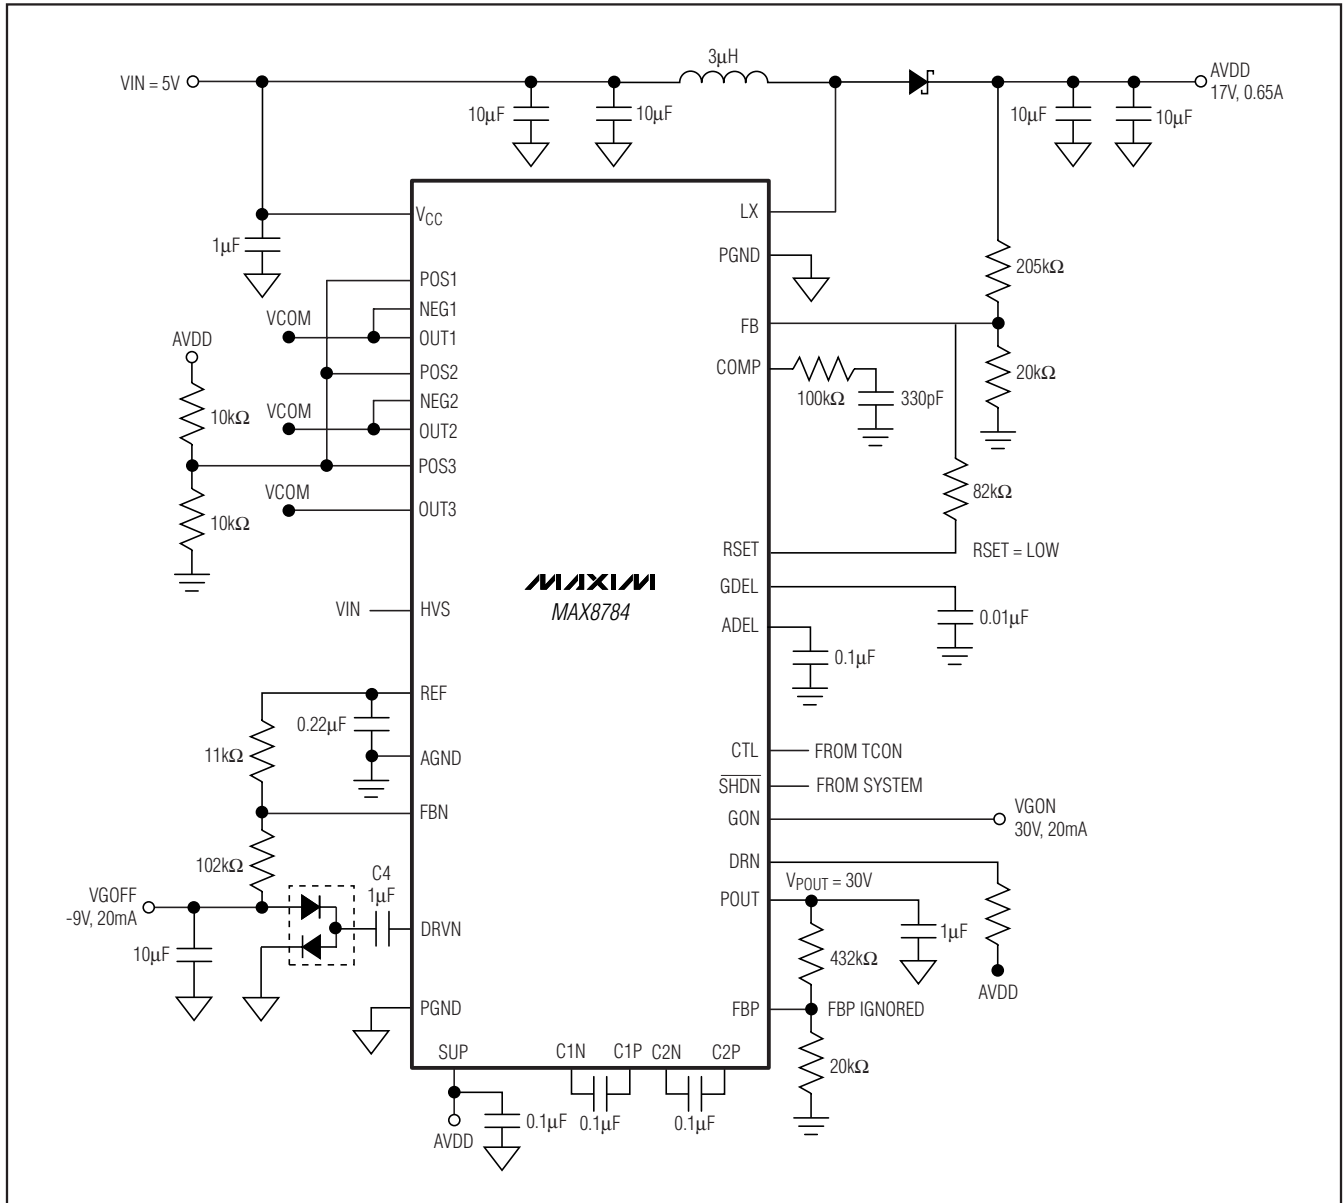 3µH
VIN = 5V
AVDD
17V, 0.65A
10µF
10µF
10µF
10µF
VCC
LX
1µF
PGND
205kΩ
POS1
NEG1
VCOM
OUT1
FB
AVDD
COMP
POS2
100kΩ
330pF
20kΩ
10kΩ
VCOM
NEG2
OUT2
POS3
VCOM
82kΩ
10kΩ
OUT3
RSET
RSET = LOW
MAXIM
MAX8784
GDEL
VIN
HVS
0.01µF
ADEL
0.1µF
REF
0.22µF
11kΩ
AGND
CTL
FROM TCON
SHDN
FROM SYSTEM
FBN
GON
VGON
30V, 20mA
102kΩ
DRN
C4
1µF
VPOUT = 30V
VGOFF
-9V, 20mA
POUT
DRVN
1µF
10µF
432kΩ
AVDD
PGND
FBP
FBP IGNORED
SUP
C1N
C1P
C2N
C2P
20kΩ
0.1µF
0.1µF
0.1µF
AVDD